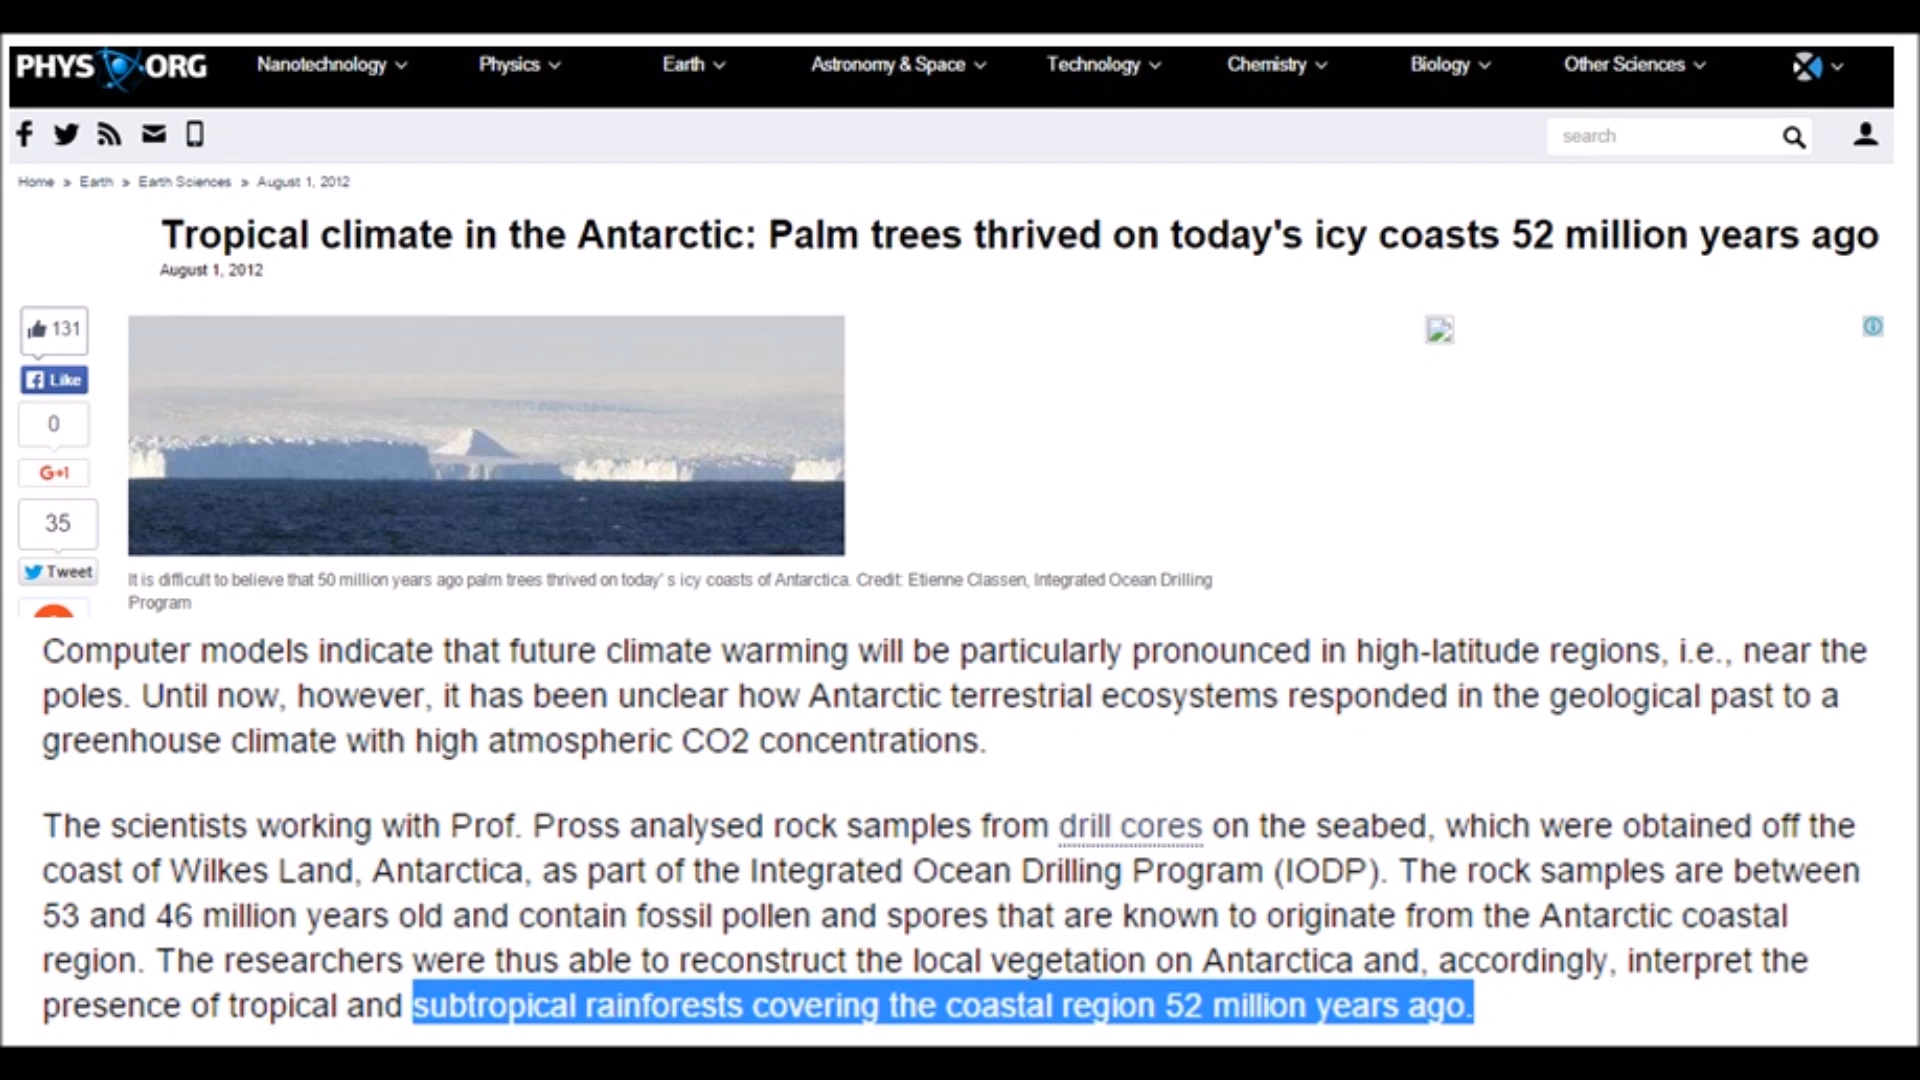 PHYS ORG
Nanotechnology Physics Earth Astronomy & Space Technology Chemistry Biology Other Sciences
search
Home » Earth » Earth Sciences » August 1, 2012
Tropical climate in the Antarctic: Palm trees thrived on today's icy coasts 52 million years ago
August 1, 2012
131
Like
0
G+1
35
Tweet
It is difficult to believe that 50 million years ago palm trees thrived on today' s icy coasts of Antarctica. Credit: Etienne Classen, Integrated Ocean Drilling
Program
Computer models indicate that future climate warming will be particularly pronounced in high-latitude regions, i.e., near the
poles. Until now, however, it has been unclear how Antarctic terrestrial ecosystems responded in the geological past to a
greenhouse climate with high atmospheric CO2 concentrations.
The scientists working with Prof. Pross analysed rock samples from drill cores on the seabed, which were obtained off the
coast of Wilkes Land, Antarctica, as part of the Integrated Ocean Drilling Program (IODP). The rock samples are between
53 and 46 million years old and contain fossil pollen and spores that are known to originate from the Antarctic coastal
region. The researchers were thus able to reconstruct the local vegetation on Antarctica and, accordingly, interpret the
presence of tropical and subtropical rainforests covering the coastal region 52 million years ago.